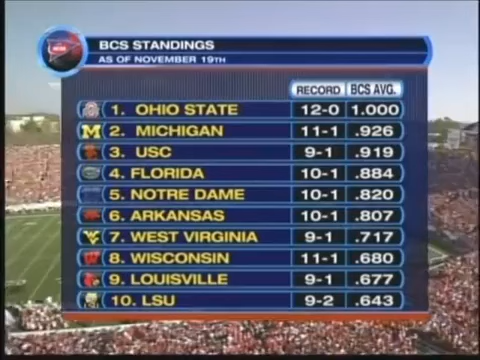 BCS STANDINGS
AS OF NOVEMBER 19TH
RECORD BCS AVG.
1. OHIO STATE 12-0 1.000
2. MICHIGAN 11-1 .926
3. USC 9-1 .919
4. FLORIDA 10-1 .884
5. NOTRE DAME 10-1 .820
6. ARKANSAS 10-1 .807
7. WEST VIRGINIA 9-1 .717
8. WISCONSIN 11-1 .680
9. LOUISVILLE 9-1 .677
10. LSU 9-2 .643